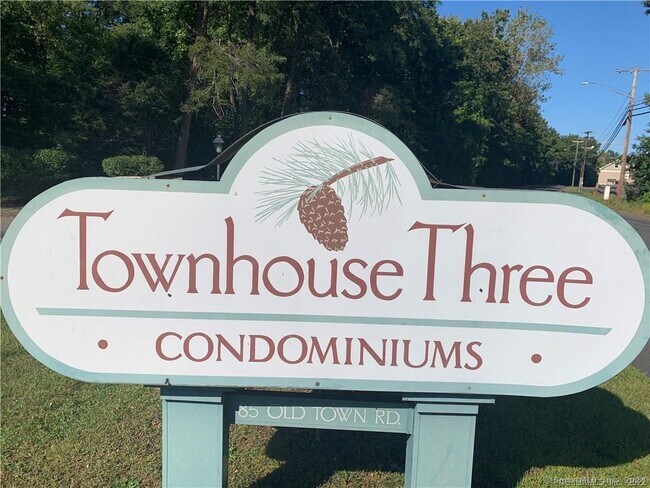 Townhouse Three
• CONDOMINIUMS •
85 OLD TOWN RD.